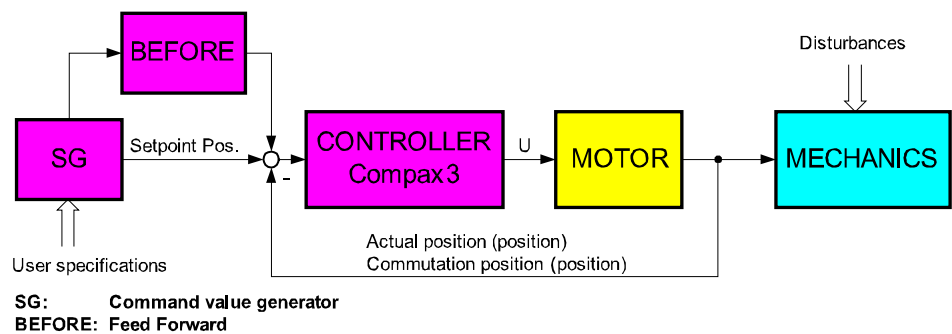 BEFORE
Disturbances
SG
Setpoint Pos.
-
CONTROLLER
Compax3
U
MOTOR
MECHANICS
Actual position (position)
Commutation position (position)
User specifications
SG: Command value generator
BEFORE: Feed Forward